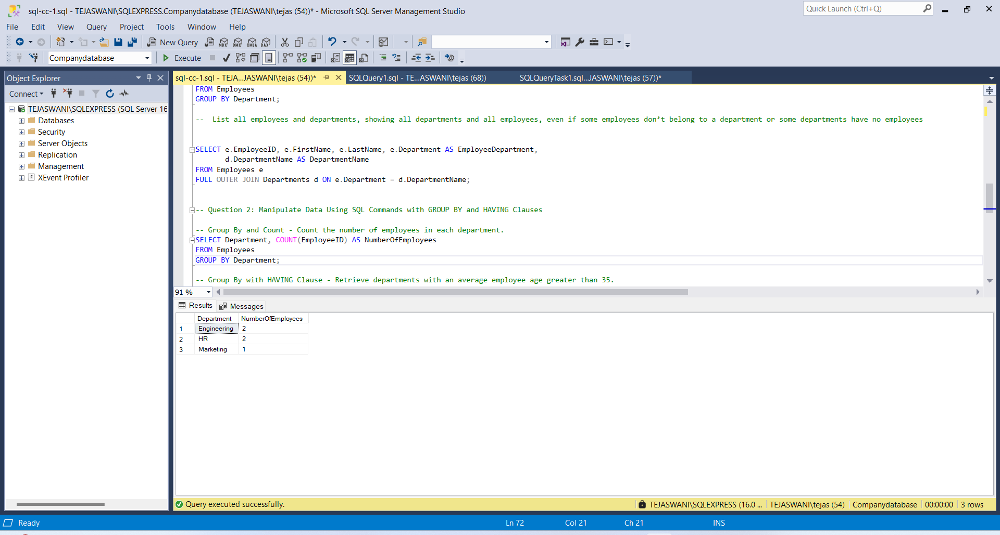 sql-cc-1.sql - TEJASWANI\SQLEXPRESS.Companydatabase (TEJASWANI\tejas (54))* - Microsoft SQL Server Management Studio
Quick Launch (Ctrl+Q)
File Edit View Query Project Tools Window Help
New Query MDX DMX XMLA DAX
Companydatabase Execute
Object Explorer
Connect
TEJASWANI\SQLEXPRESS (SQL Server 16
Databases
Security
Server Objects
Replication
Management
XEvent Profiler
sql-cc-1.sql - TEJA...JASWANI\tejas (54))* SQLQuery1.sql - TE...ASWANI\tejas (68)) SQLQueryTask1.sql...JASWANI\tejas (57))*
FROM Employees
GROUP BY Department;
--  List all employees and departments, showing all departments and all employees, even if some employees don’t belong to a department or some departments have no employees
SELECT e.EmployeeID, e.FirstName, e.LastName, e.Department AS EmployeeDepartment,
d.DepartmentName AS DepartmentName
FROM Employees e
FULL OUTER JOIN Departments d ON e.Department = d.DepartmentName;
-- Question 2: Manipulate Data Using SQL Commands with GROUP BY and HAVING Clauses
-- Group By and Count - Count the number of employees in each department.
SELECT Department, COUNT(EmployeeID) AS NumberOfEmployees
FROM Employees
GROUP BY Department;
-- Group By with HAVING Clause - Retrieve departments with an average employee age greater than 35.
91 %
Results Messages
Department NumberOfEmployees
1 Engineering 2
2 HR 2
3 Marketing 1
Query executed successfully. TEJASWANI\SQLEXPRESS (16.0 ... TEJASWANI\tejas (54) Companydatabase 00:00:00 3 rows
Ready Ln 72 Col 21 Ch 21 INS